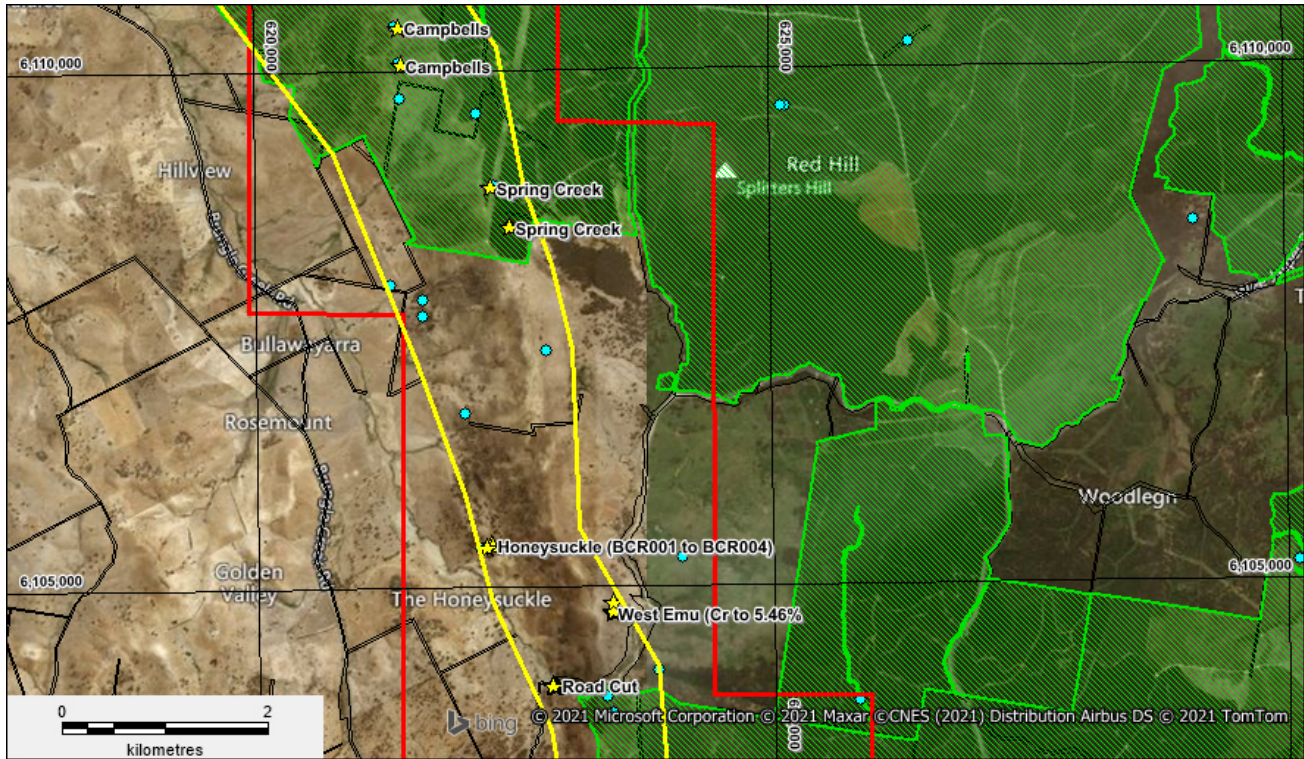 Campbells
620,000
625,000
6,110,000
6,110,000
Campbells
Red Hill
Splitters Hill
Hillview
Spring Creek
Spring Creek
Bullawayarra
Rosemount
Woodlegn
Honeysuckle (BCR001 to BCR004)
6,105,000
6,105,000
Golden
Valley
The Honeysuckle
West Emu (Cr to 5.46%
Road Cut
0 2
kilometres
bing © 2021 Microsoft Corporation © 2021 Maxar ©CNES (2021) Distribution Airbus DS © 2021 TomTom